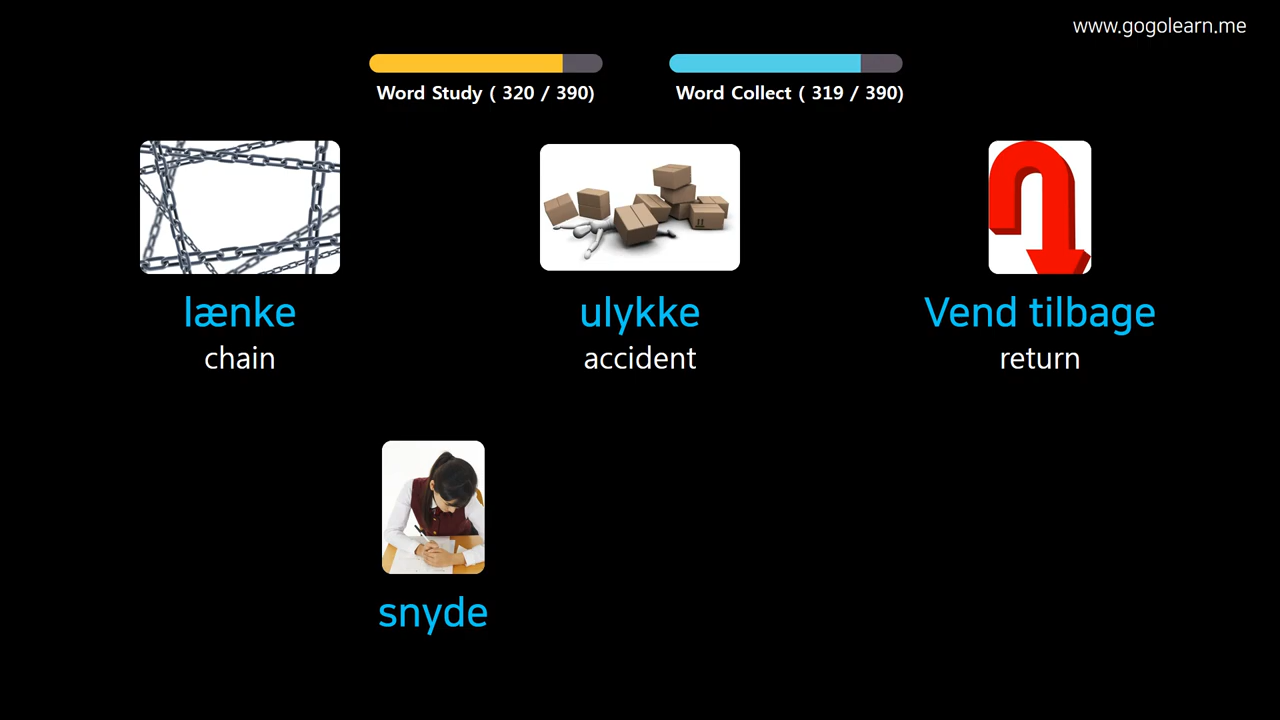 www.gogolearn.me
Word Study ( 320 / 390)
Word Collect ( 319 / 390)
lænke
chain
ulykke
accident
Vend tilbage
return
snyde